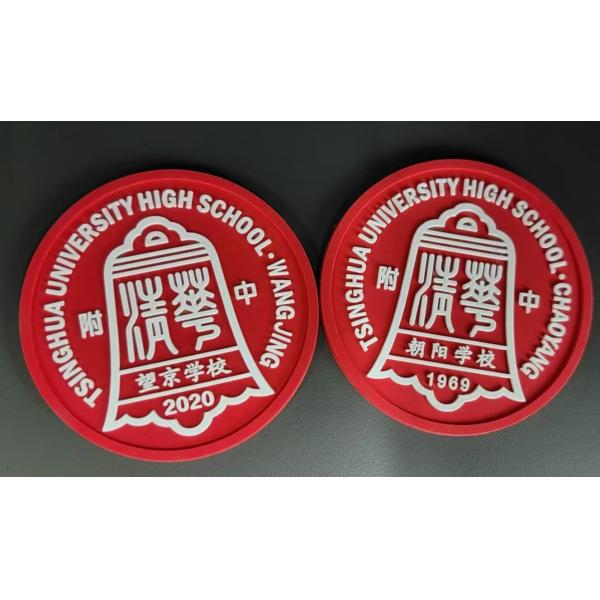 TSINGHUA UNIVERSITY HIGH SCHOOL·WANGJING
附 中
清華
望京学校
2020
TSINGHUA UNIVERSITY HIGH SCHOOL·CHAOYANG
附 中
清華
朝阳学校
1969